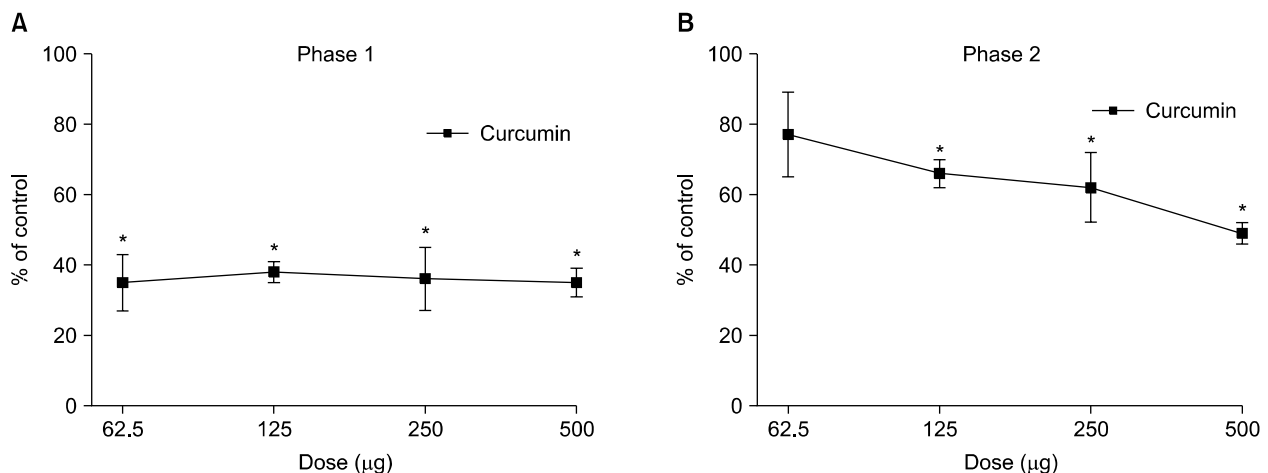 A
Phase 1
100
80
60
40
20
0
% of control
Curcumin
*
*
*
*
62.5 125 250 500
Dose (μg)
B
Phase 2
100
80
60
40
20
0
% of control
Curcumin
*
*
*
62.5 125 250 500
Dose (μg)